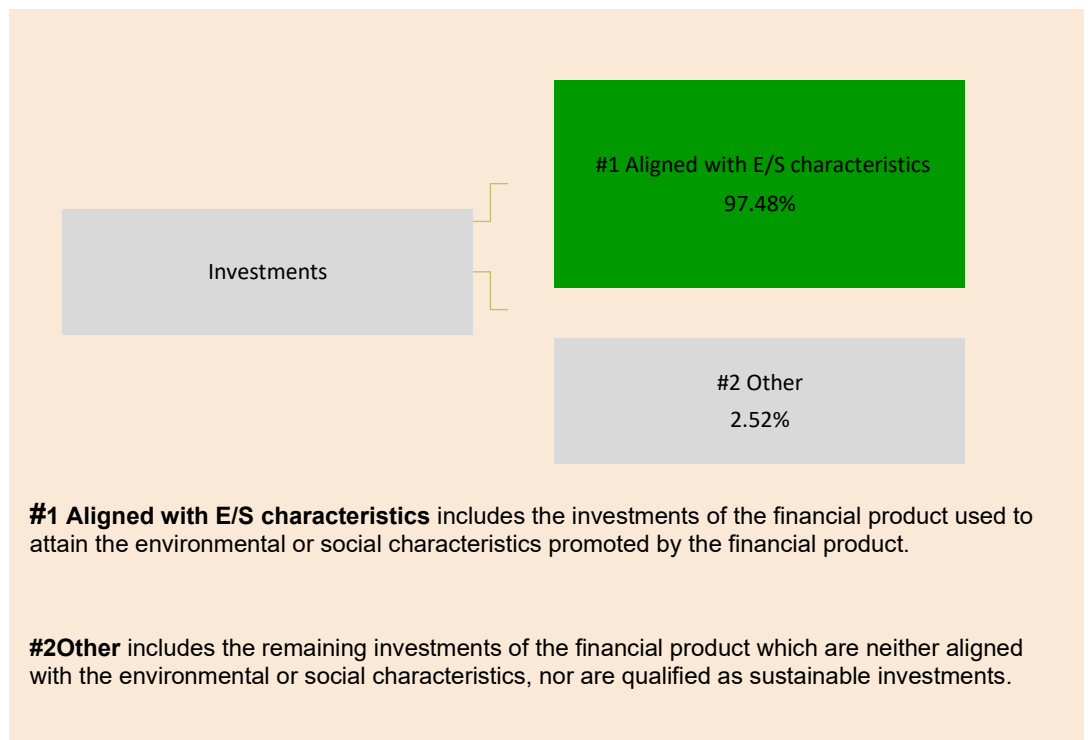 #1 Aligned with E/S characteristics
97.48%
Investments
#2 Other
2.52%
#1 Aligned with E/S characteristics includes the investments of the financial product used to
attain the environmental or social characteristics promoted by the financial product.
#2Other includes the remaining investments of the financial product which are neither aligned
with the environmental or social characteristics, nor are qualified as sustainable investments.